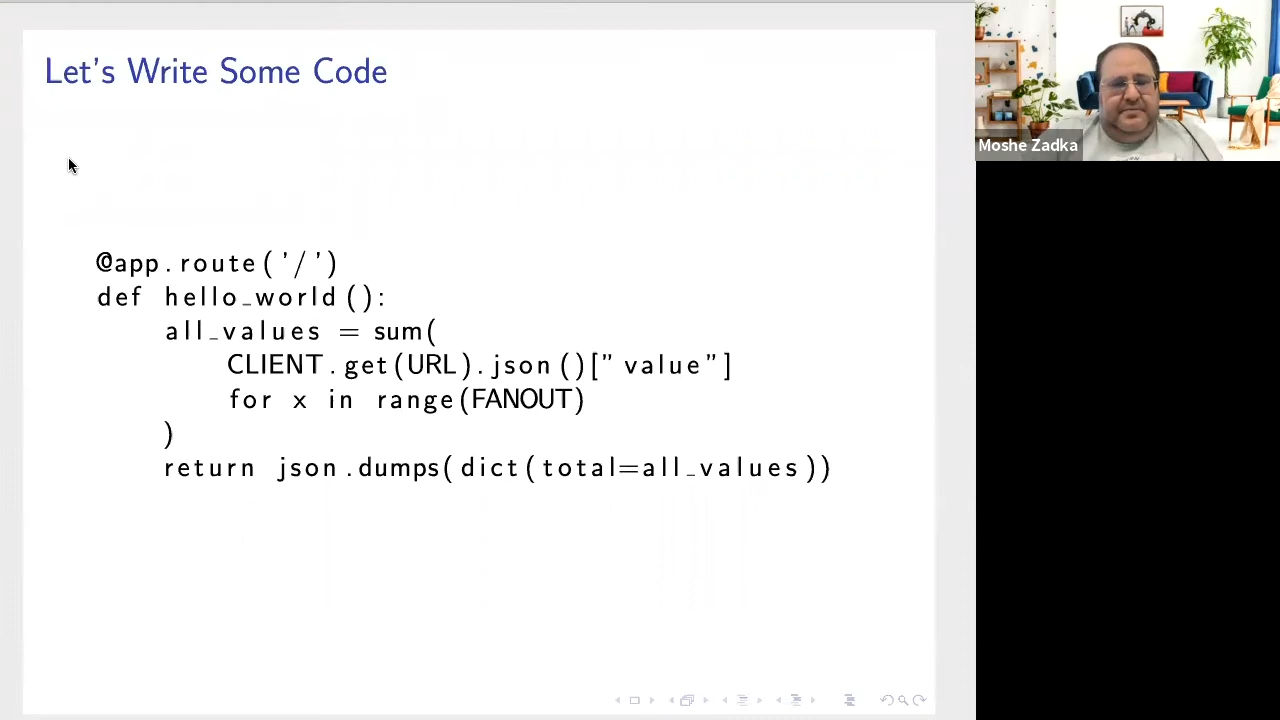 Let's Write Some Code
@app.route('/')
def hello_world():
    all_values = sum(
        CLIENT.get(URL).json()["value"]
        for x in range(FANOUT)
    )
    return json.dumps(dict(total=all_values))
Moshe Zadka